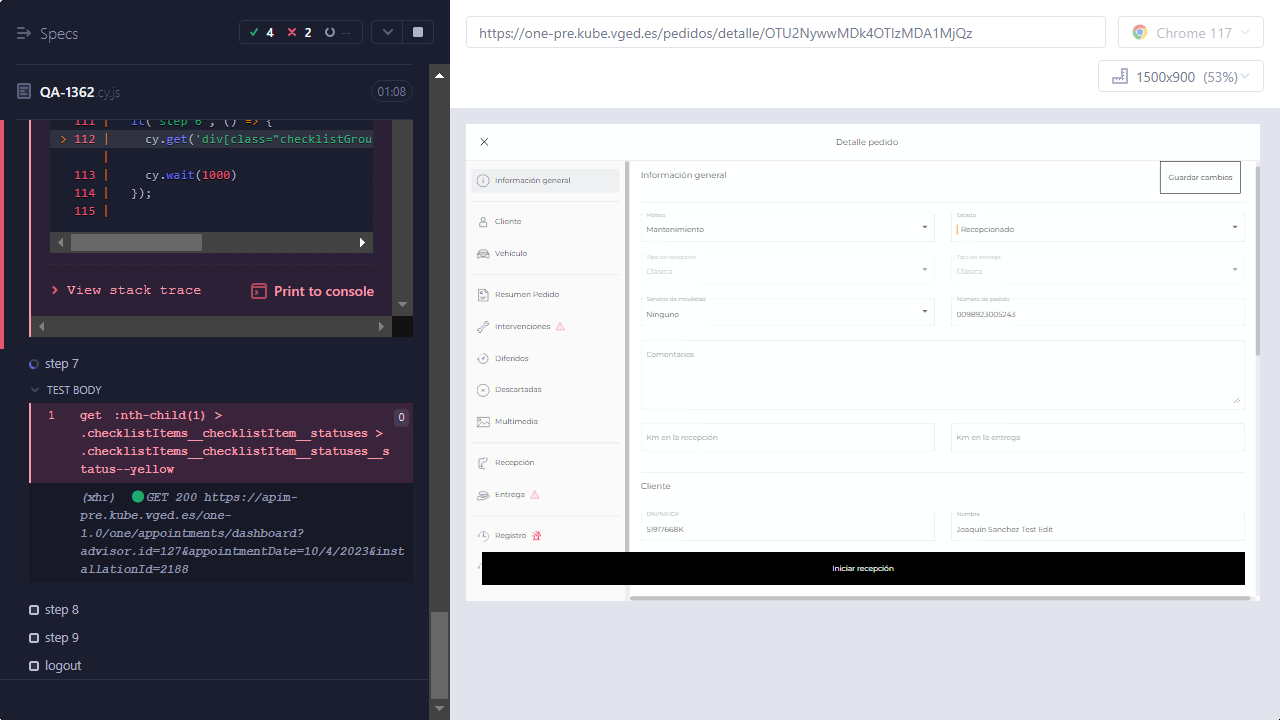 Specs
4
2
--
QA-1362.cy.js
01:08
111 | it('step 6', () => {
> 112 | cy.get('div[class="checklistGrou
|
113 | cy.wait(1000)
114 | });
115 |
View stack trace
Print to console
step 7
TEST BODY
1 get :nth-child(1) >
.checklistItems__checklistItem__statuses >
.checklistItems__checklistItem__statuses__s
tatus--yellow
0
(xhr) GET 200 https://apim-
pre.kube.vged.es/one-
1.0/one/appointments/dashboard?
advisor.id=127&appointmentDate=10/4/2023&inst
allationId=2188
step 8
step 9
logout
https://one-pre.kube.vged.es/pedidos/detalle/OTU2NywwMDk4OTIzMDA1MjQz
Chrome 117
1500x900 (53%)
Detalle pedido
Información general
Cliente
Vehículo
Resumen Pedido
Intervenciones
Diferidos
Descartadas
Multimedia
Recepción
Entrega
Registro
Información general
Guardar cambios
Motivo
Mantenimiento
Estado
Recepcionado
Tipo de recepción
Clásica
Tipo de entrega
Clásica
Servicio de movilidad
Ninguno
Número de pedido
0098923005243
Comentarios
Km en la recepción
Km en la entrega
Cliente
DNI/NIF/CIF
51917668K
Nombre
Joaquín Sanchez Test Edit
Iniciar recepción